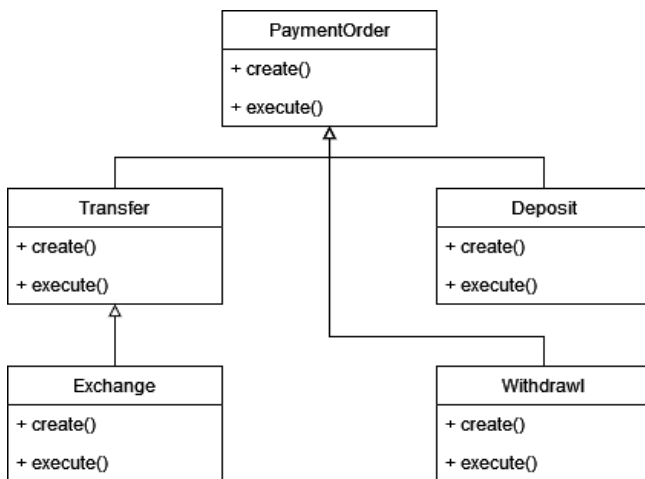 PaymentOrder
+ create()
+ execute()
Transfer
+ create()
+ execute()
Deposit
+ create()
+ execute()
Exchange
+ create()
+ execute()
Withdrawl
+ create()
+ execute()